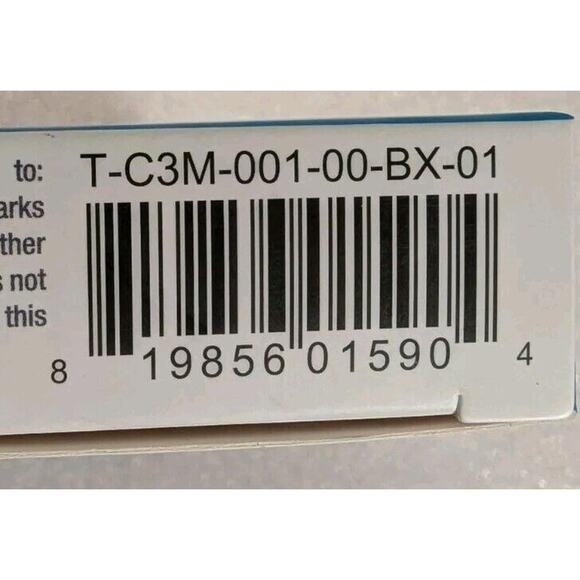 to: T-C3M-001-00-BX-01
arks
ther
not
this
8 19856 01590 4